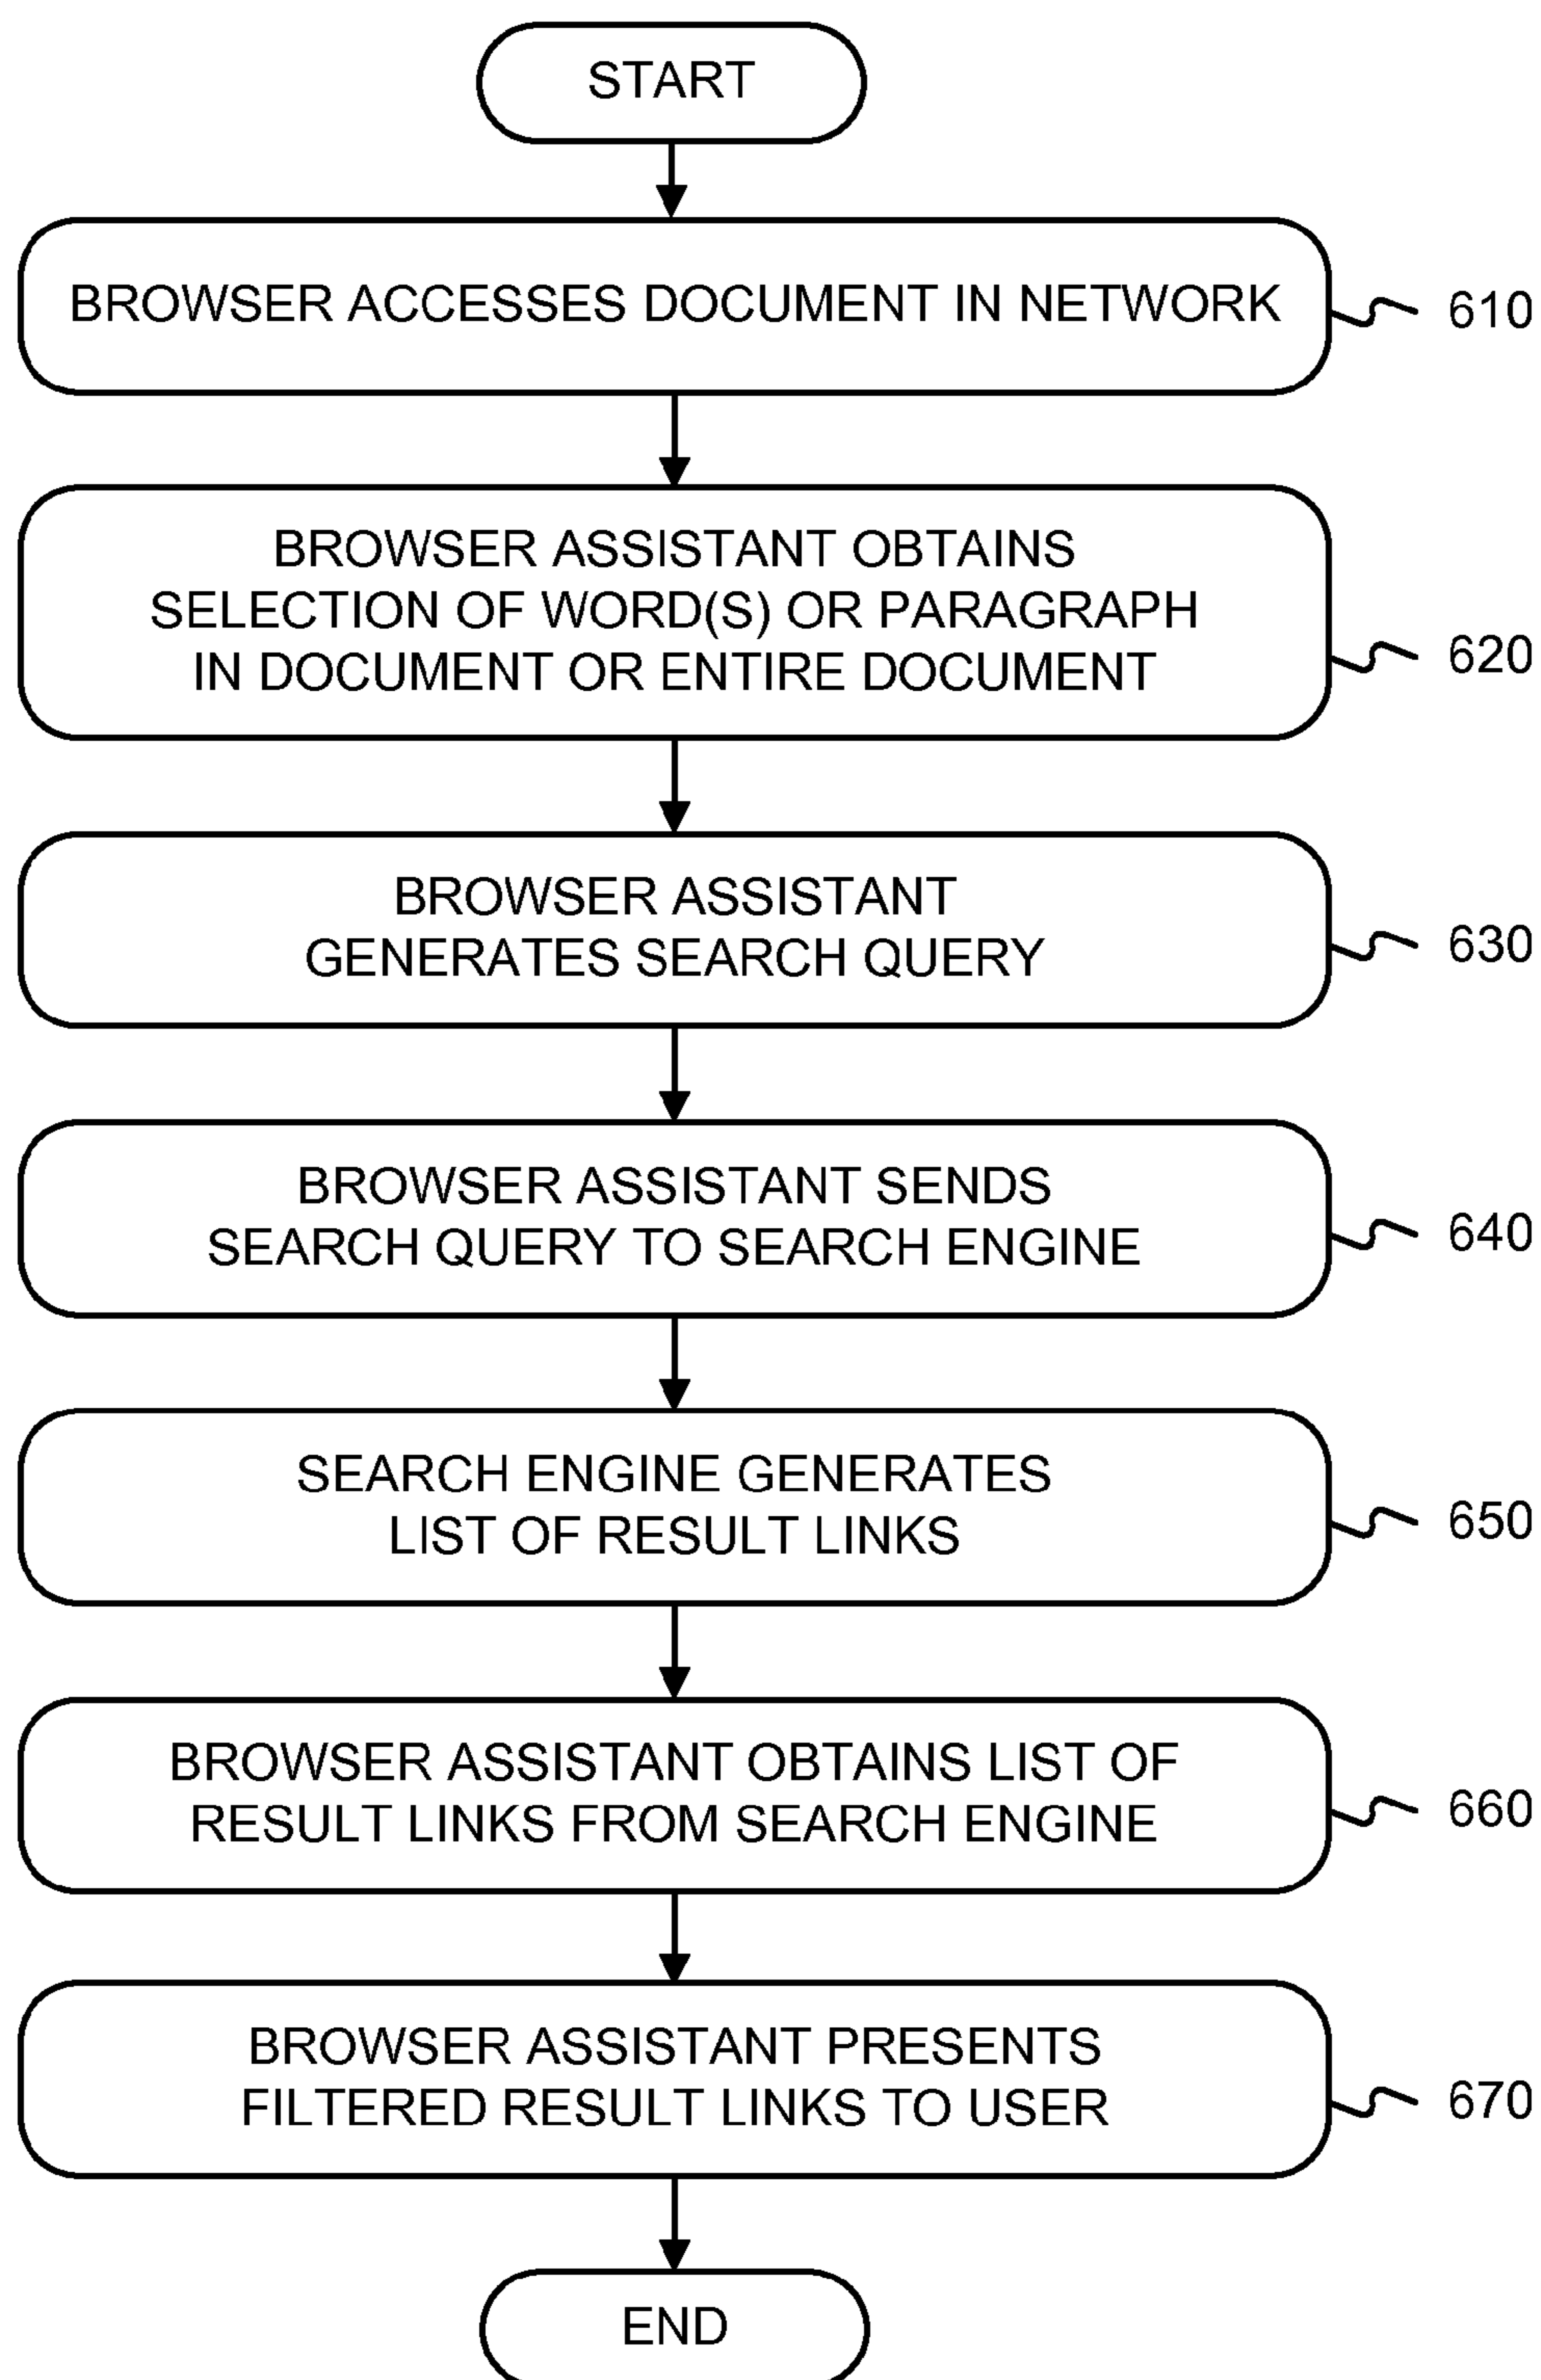 START
BROWSER ACCESSES DOCUMENT IN NETWORK
610
BROWSER ASSISTANT OBTAINS
SELECTION OF WORD(S) OR PARAGRAPH
IN DOCUMENT OR ENTIRE DOCUMENT
620
BROWSER ASSISTANT
GENERATES SEARCH QUERY
630
BROWSER ASSISTANT SENDS
SEARCH QUERY TO SEARCH ENGINE
640
SEARCH ENGINE GENERATES
LIST OF RESULT LINKS
650
BROWSER ASSISTANT OBTAINS LIST OF
RESULT LINKS FROM SEARCH ENGINE
660
BROWSER ASSISTANT PRESENTS
FILTERED RESULT LINKS TO USER
670
END